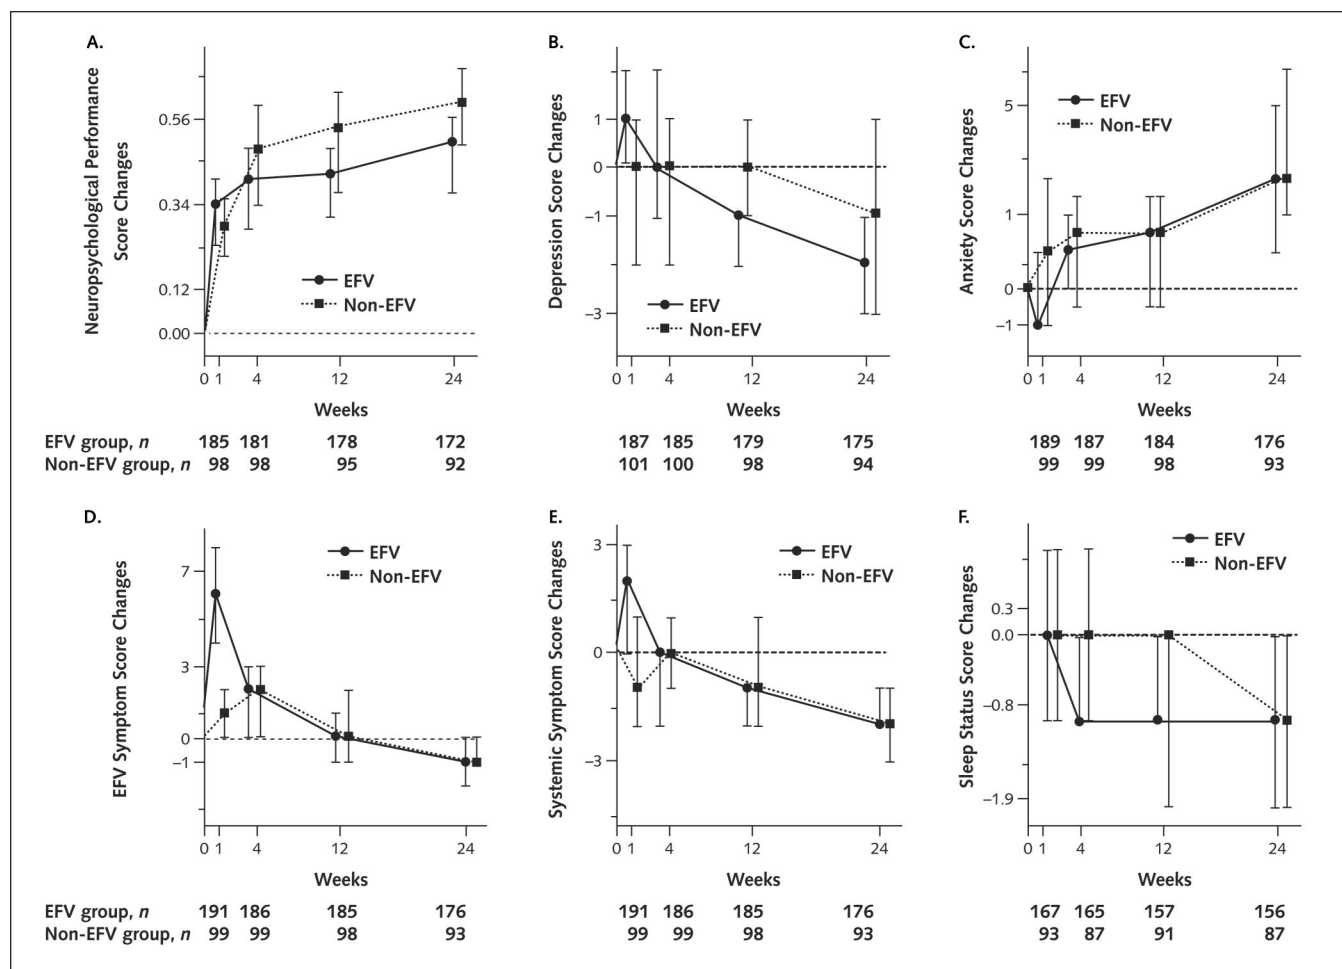 A.
Neuropsychological Performance
Score Changes
0.56
0.34
0.12
0.00
EFV
Non-EFV
0 1 4 12 24
Weeks
EFV group, n 185 181 178 172
Non-EFV group, n 98 98 95 92
B.
Depression Score Changes
1
0
–1
–3
EFV
Non-EFV
0 1 4 12 24
Weeks
187 185 179 175
101 100 98 94
C.
Anxiety Score Changes
5
1
0
–1
EFV
Non-EFV
0 1 4 12 24
Weeks
189 187 184 176
99 99 98 93
D.
EFV Symptom Score Changes
7
3
0
–1
EFV
Non-EFV
0 1 4 12 24
Weeks
EFV group, n 191 186 185 176
Non-EFV group, n 99 99 98 93
E.
Systemic Symptom Score Changes
3
0
–3
EFV
Non-EFV
0 1 4 12 24
Weeks
191 186 185 176
99 99 98 93
F.
Sleep Status Score Changes
0.3
0.0
–0.8
–1.9
EFV
Non-EFV
0 1 4 12 24
Weeks
167 165 157 156
93 87 91 87